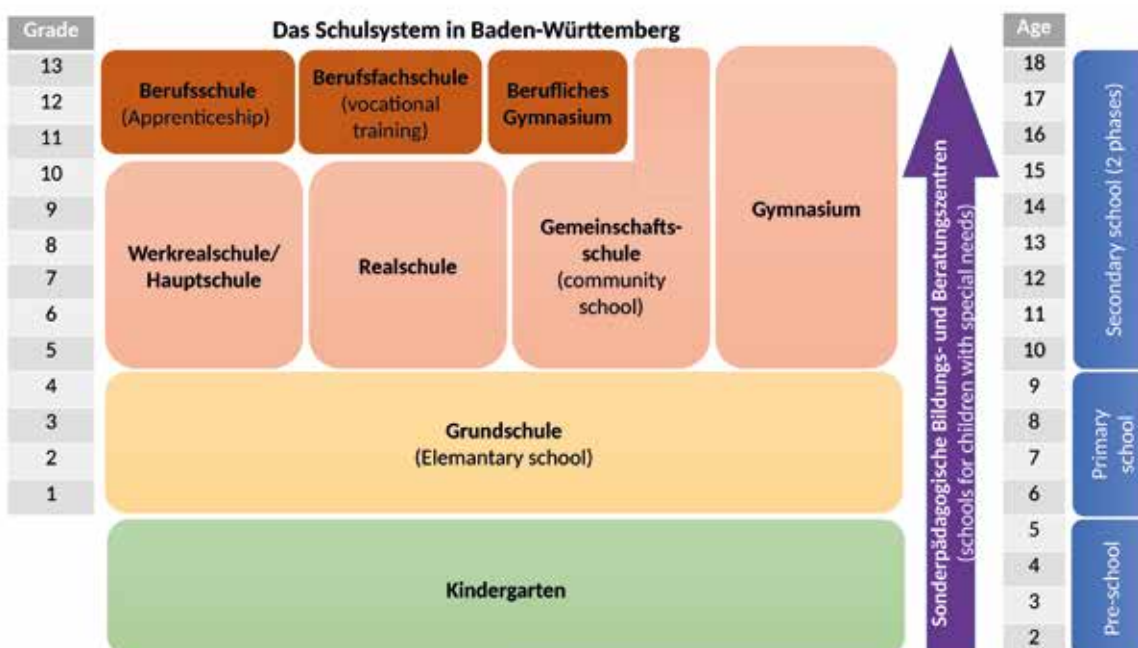 Das Schulsystem in Baden-Württemberg
Grade
13
12
11
10
9
8
7
6
5
4
3
2
1
Berufsschule
(Apprenticeship)
Berufsfachschule
(vocational
training)
Berufliches
Gymnasium
Werkrealschule/
Hauptschule
Realschule
Gemeinschafts-
schule
(community
school)
Gymnasium
Grundschule
(Elemantary school)
Kindergarten
Sonderpädagogische Bildungs- und Beratungszentren
(schools for children with special needs)
Age
18
17
16
15
14
13
12
11
10
9
8
7
6
5
4
3
2
Secondary school (2 phases)
Primary
school
Pre-school